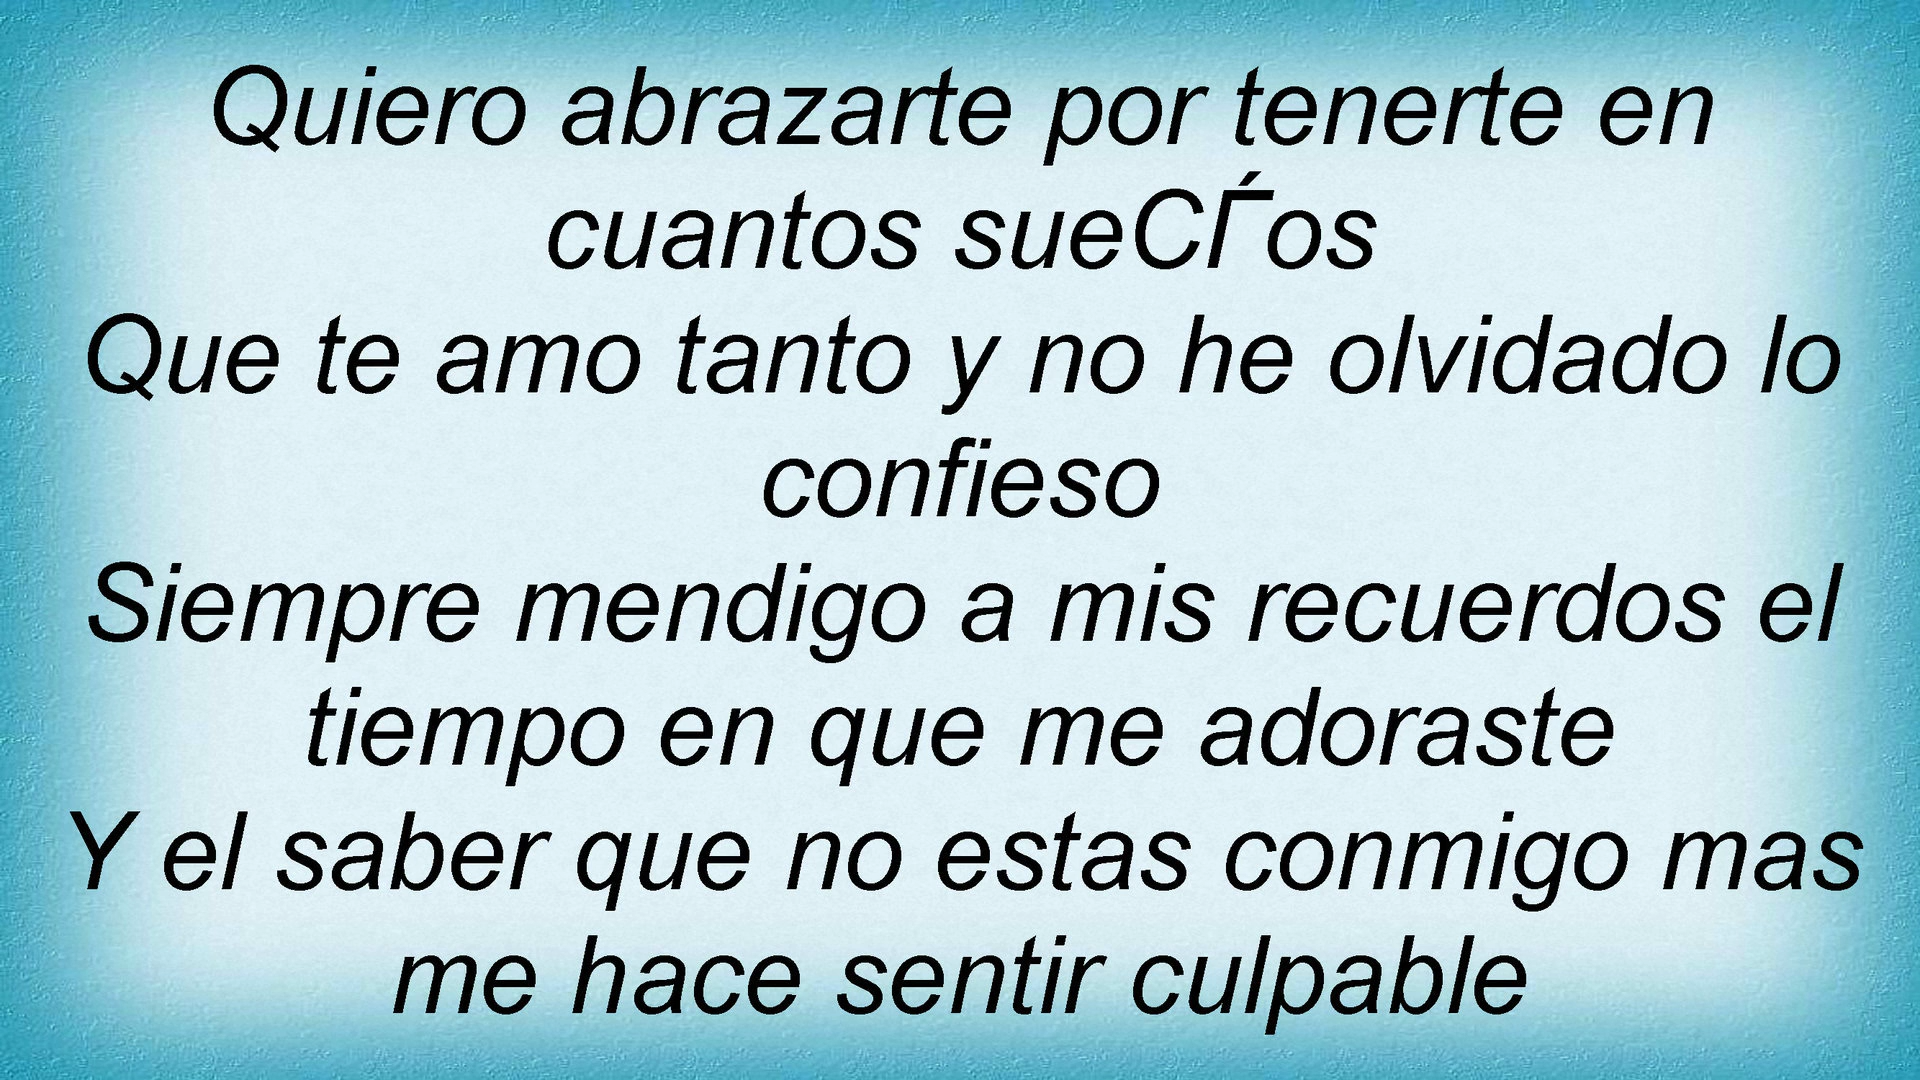 Quiero abrazarte por tenerte en
cuantos sueCЃos
Que te amo tanto y no he olvidado lo
confieso
Siempre mendigo a mis recuerdos el
tiempo en que me adoraste
Y el saber que no estas conmigo mas
me hace sentir culpable